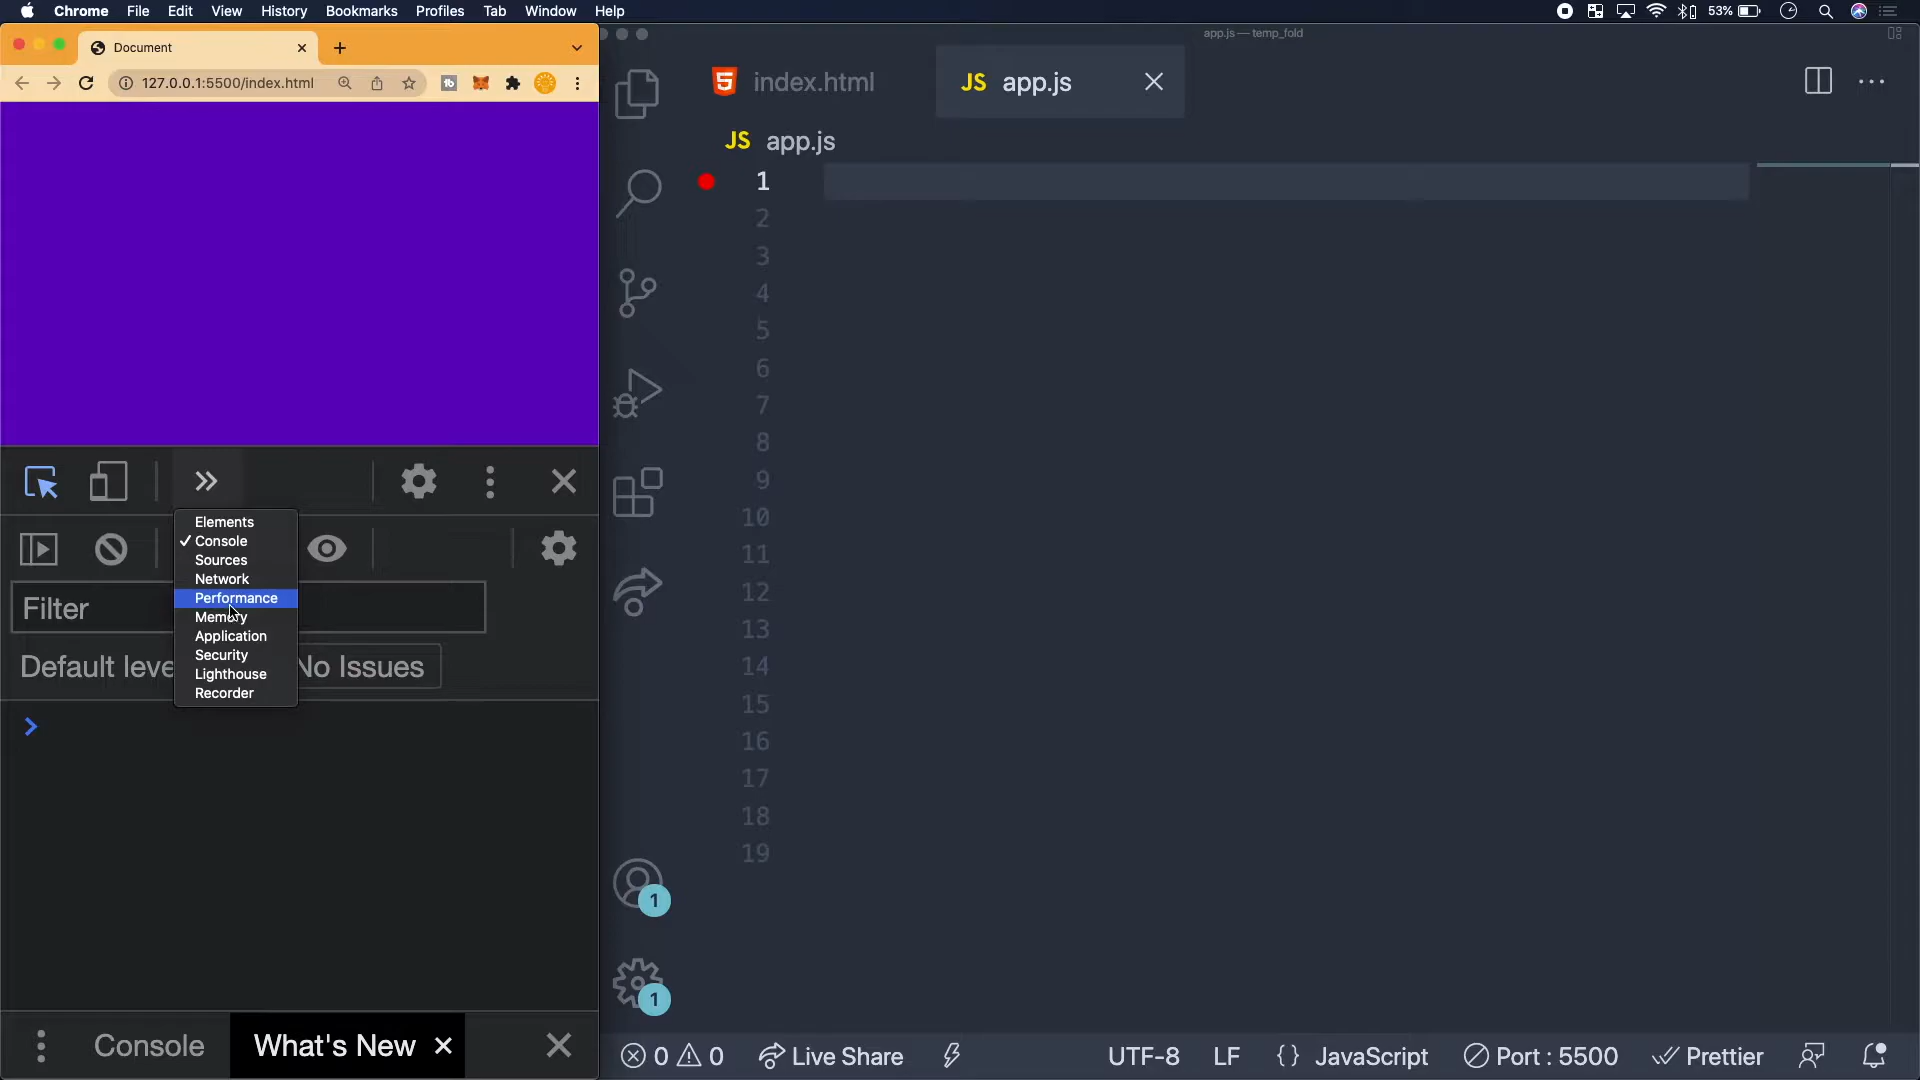 Chrome File Edit View History Bookmarks Profiles Tab Window Help
53%
Document
127.0.0.1:5500/index.html
app.js — temp_fold
index.html
JS app.js
JS app.js
1
2
3
4
5
6
7
8
9
10
11
12
13
14
15
16
17
18
19
Elements
✓ Console
Sources
Network
Performance
Memory
Application
Security
Lighthouse
Recorder
Filter
Default leve
No Issues
Console
What's New
1
1
0 0 Live Share
UTF-8 LF {} JavaScript Port : 5500 Prettier